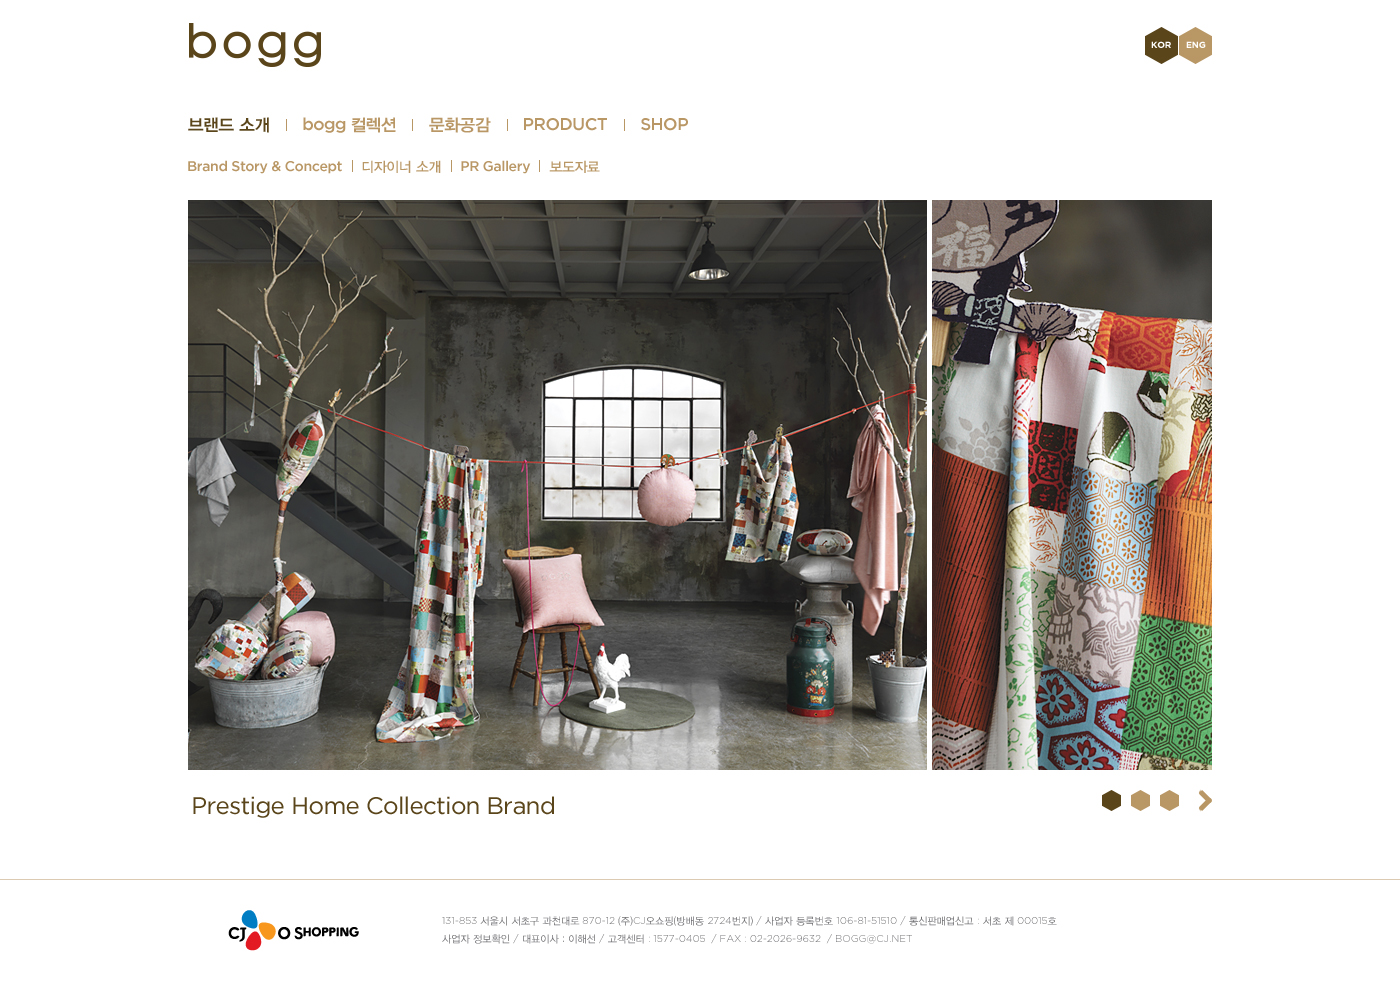 bogg
KOR ENG
브랜드 소개 | bogg 컬렉션 | 문화공감 | PRODUCT | SHOP
Brand Story & Concept | 디자이너 소개 | PR Gallery | 보도자료
五
福
Prestige Home Collection Brand
CJ O SHOPPING
131-853 서울시 서초구 과천대로 870-12 (주)CJ오쇼핑(방배동 2724번지) / 사업자 등록번호 106-81-51510 / 통신판매업신고 : 서초 제 00015호
사업자 정보확인 / 대표이사 : 이해선 / 고객센터 : 1577-0405 / FAX : 02-2026-9632 / BOGG@CJ.NET